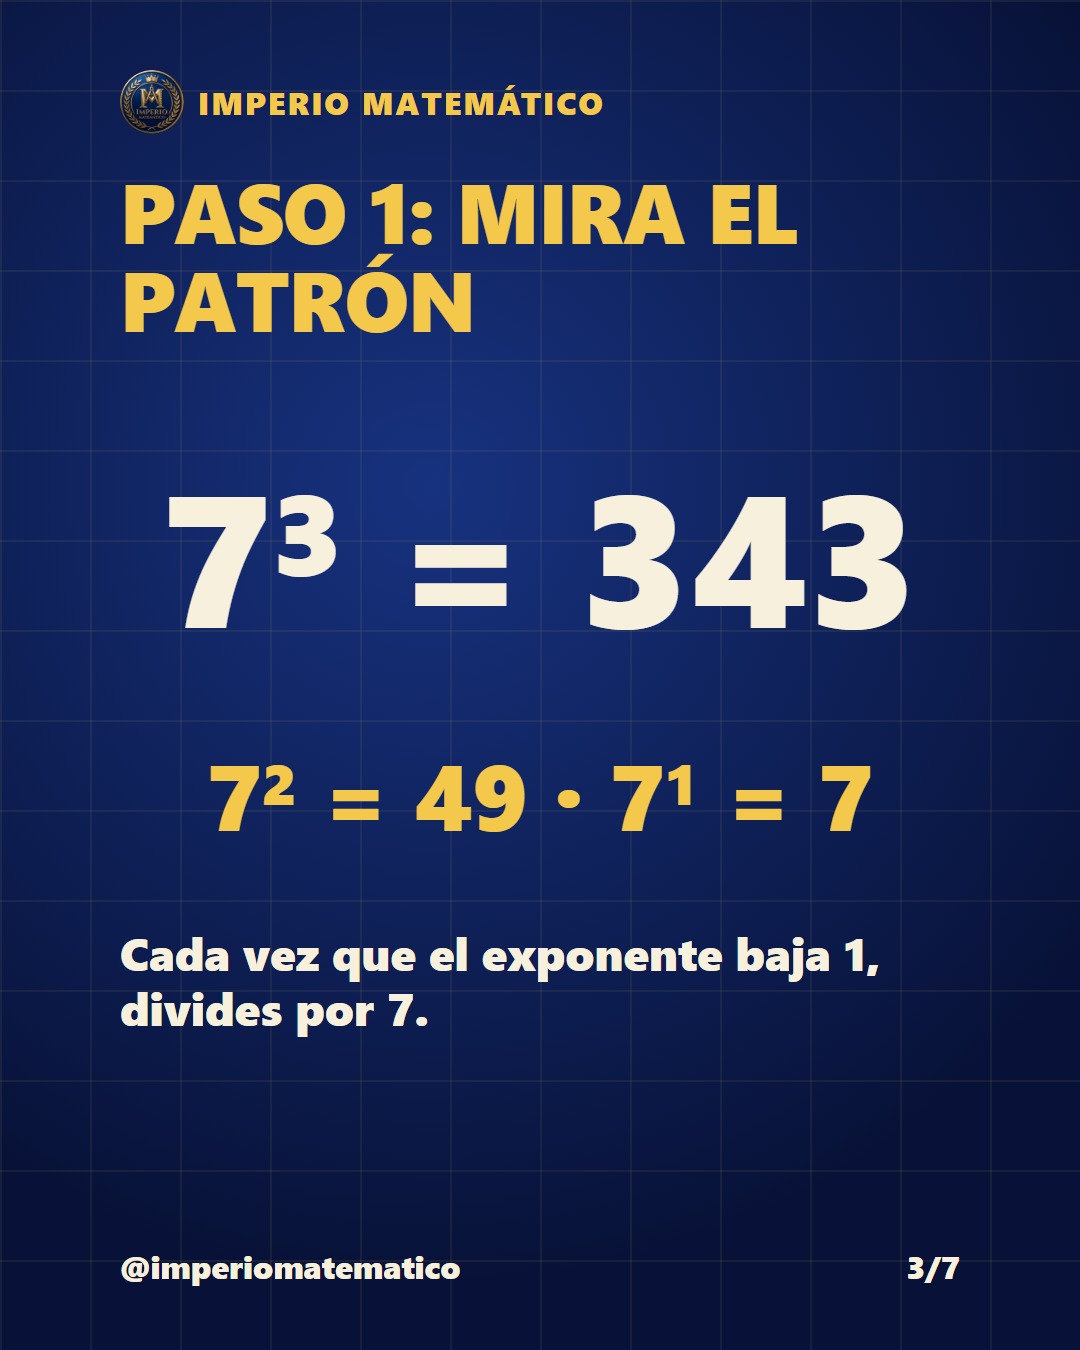 IMPERIO MATEMÁTICO
PASO 1: MIRA EL
PATRÓN
7³ = 343
7² = 49 · 7¹ = 7
Cada vez que el exponente baja 1,
divides por 7.
@imperiomatematico
3/7